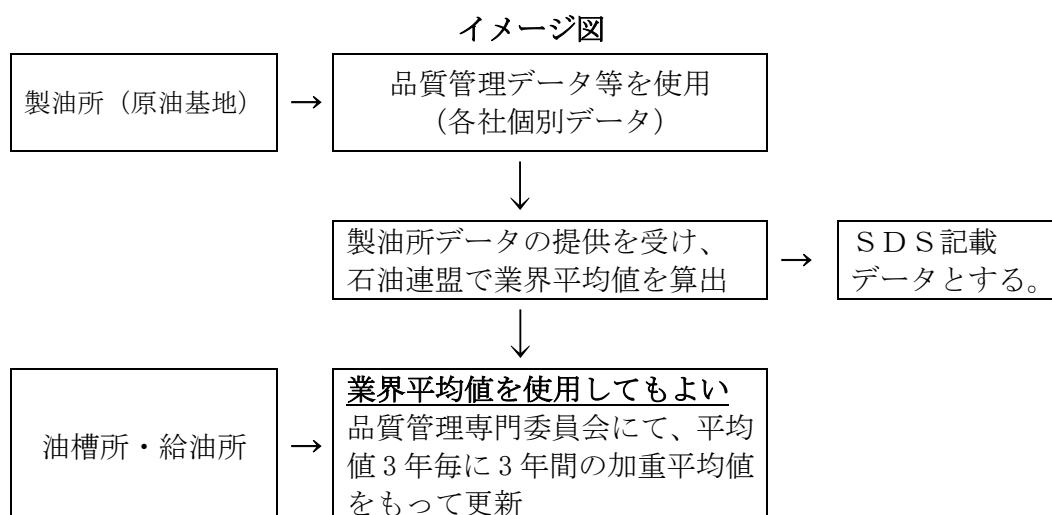 イメージ図
製油所（原油基地）
→
品質管理データ等を使用
（各社個別データ）
↓
製油所データの提供を受け、
石油連盟で業界平均値を算出
→
ＳＤＳ記載
データとする。
↓
油槽所・給油所
→
業界平均値を使用してもよい
品質管理専門委員会にて、平均
値３年毎に３年間の加重平均値
をもって更新